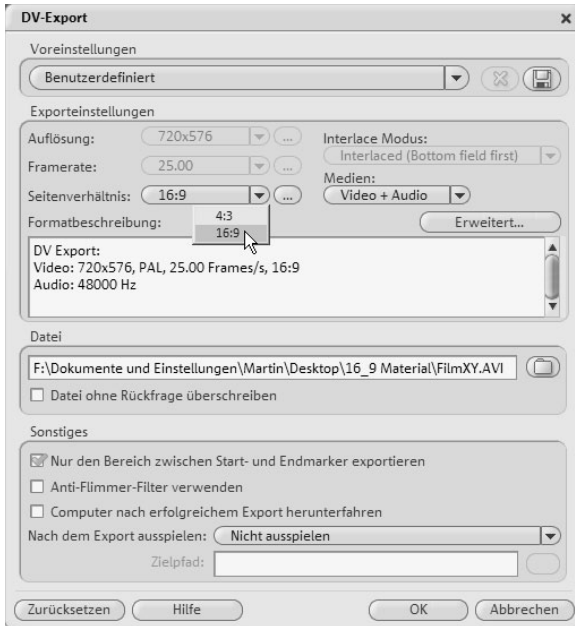 DV-Export
Voreinstellungen
Benutzerdefiniert
Exporteinstellungen
Auflösung: 720x576 ...
Interlace Modus:
Interlaced (Bottom field first)
Framerate: 25.00 ...
Medien:
Seitenverhältnis: 16:9 ... Video + Audio
4:3
16:9
Formatbeschreibung: Erweitert...
DV Export:
Video: 720x576, PAL, 25.00 Frames/s, 16:9
Audio: 48000 Hz
Datei
F:\Dokumente und Einstellungen\Martin\Desktop\16_9 Material\FilmXY.AVI
Datei ohne Rückfrage überschreiben
Sonstiges
Nur den Bereich zwischen Start- und Endmarker exportieren
Anti-Flimmer-Filter verwenden
Computer nach erfolgreichem Export herunterfahren
Nach dem Export ausspielen: Nicht ausspielen
Zielpfad:
Zurücksetzen Hilfe OK Abbrechen